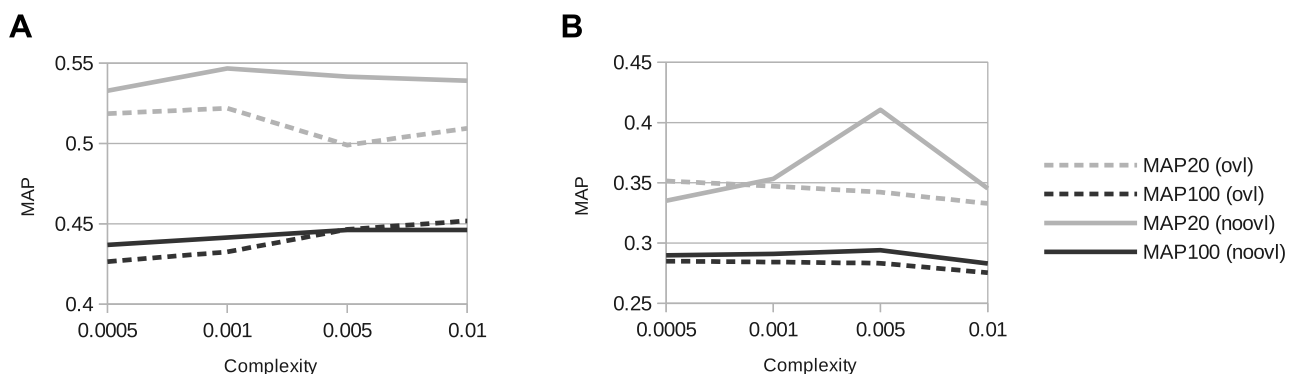 A
0.55
0.5
0.45
0.4
MAP
0.0005 0.001 0.005 0.01
Complexity
B
0.45
0.4
0.35
0.3
0.25
MAP
0.0005 0.001 0.005 0.01
Complexity
MAP20 (ovl)
MAP100 (ovl)
MAP20 (noovl)
MAP100 (noovl)